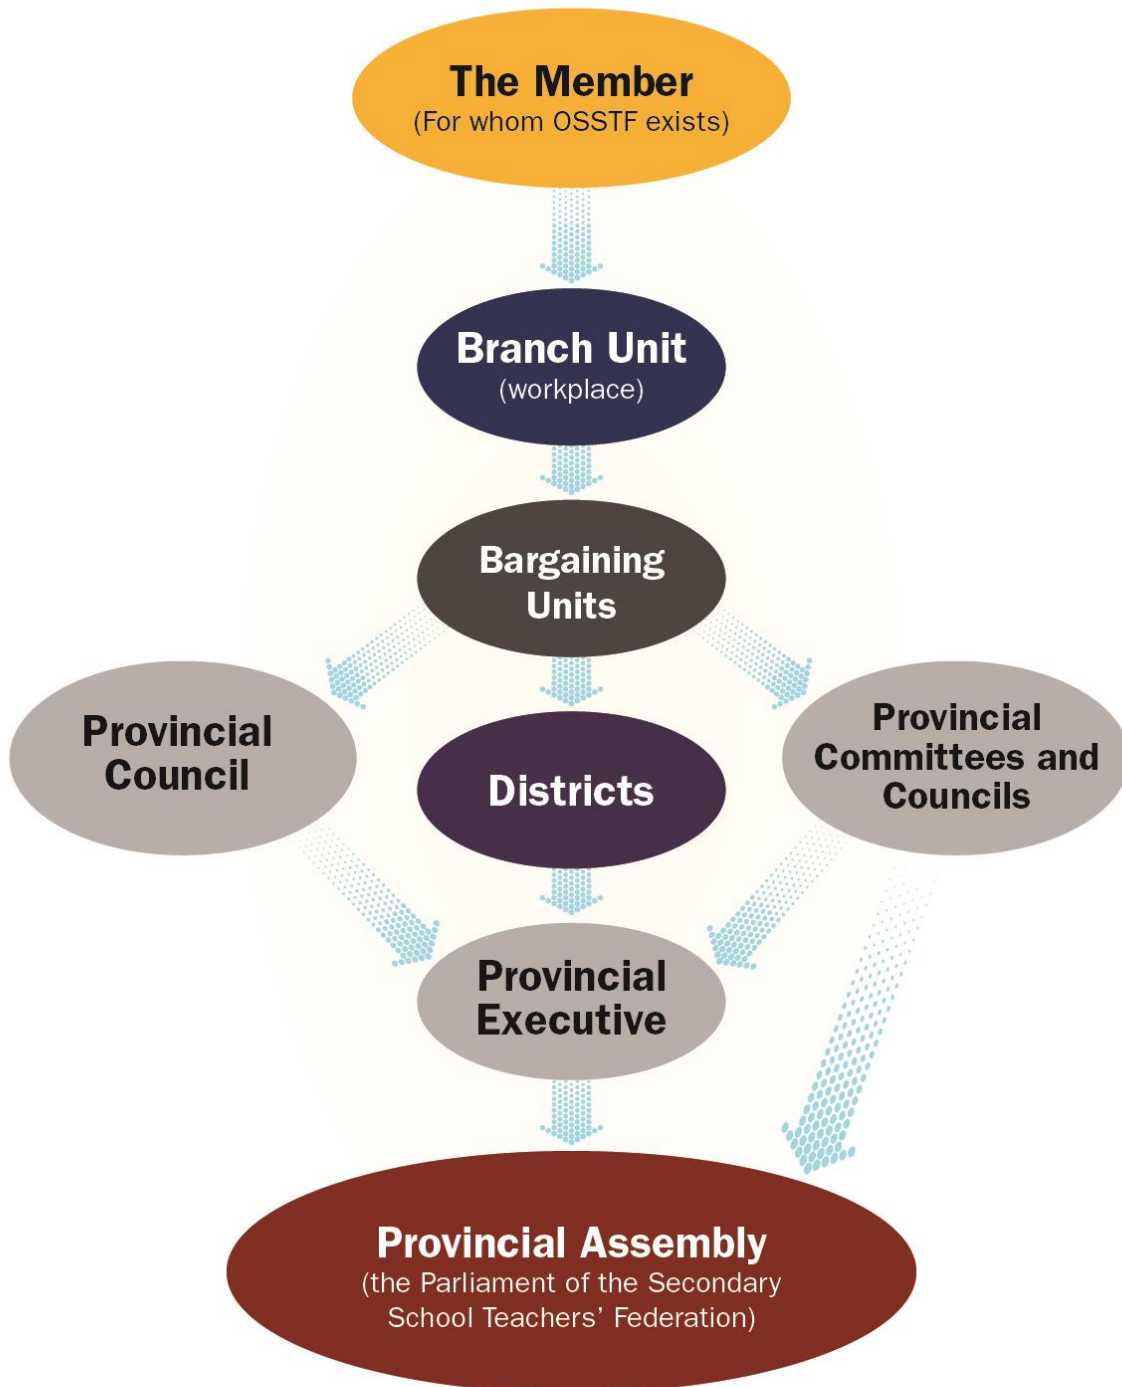 The Member
(For whom OSSTF exists)
Branch Unit
(workplace)
Bargaining
Units
Provincial
Council
Districts
Provincial
Committees and
Councils
Provincial
Executive
Provincial Assembly
(the Parliament of the Secondary
School Teachers’ Federation)